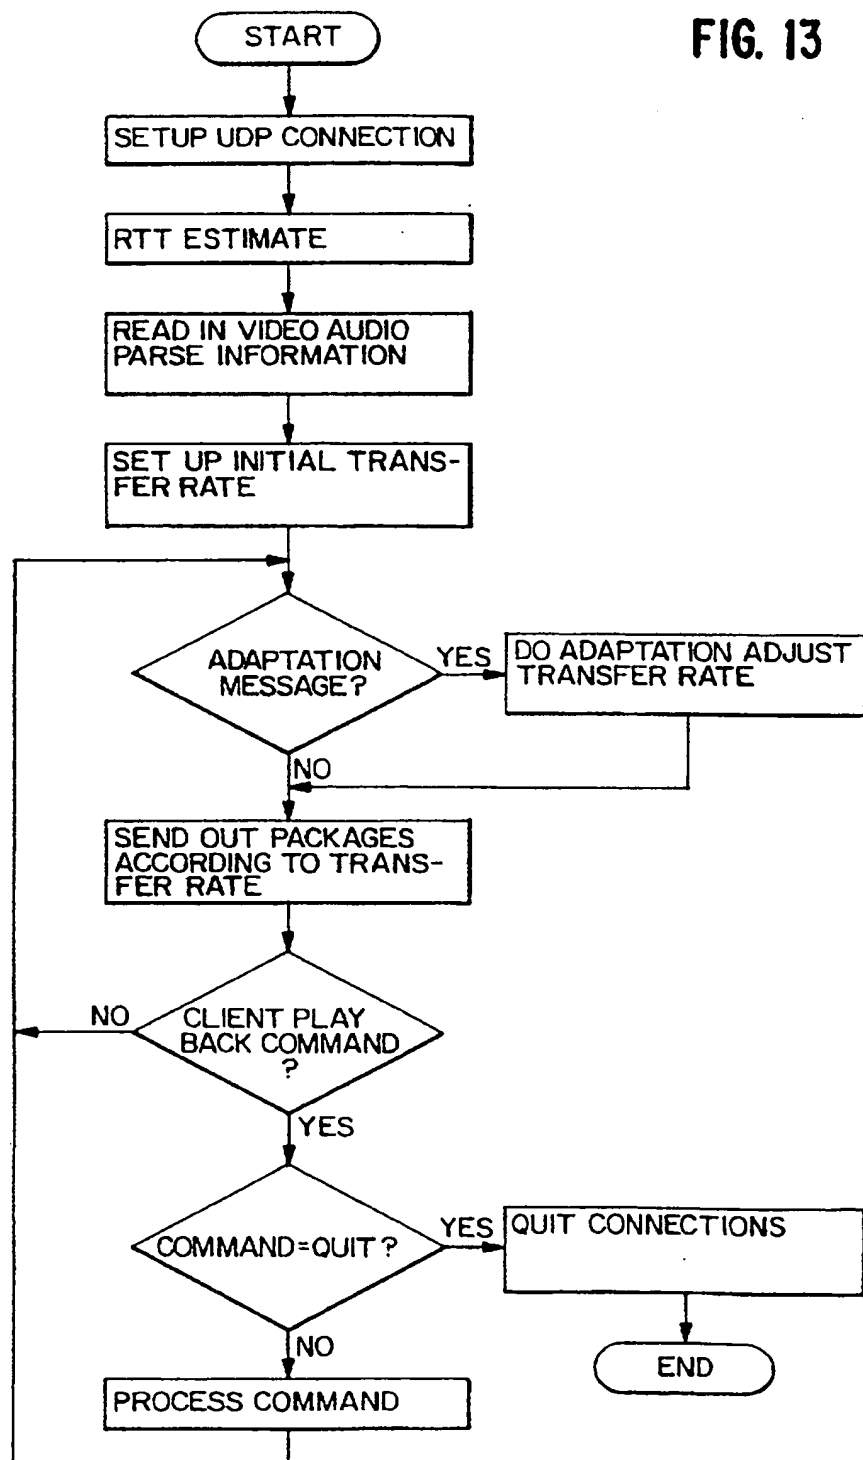 START
FIG. 13
SETUP UDP CONNECTION
RTT ESTIMATE
READ IN VIDEO AUDIO
PARSE INFORMATION
SET UP INITIAL TRANS-
FER RATE
ADAPTATION
MESSAGE?
YES
DO ADAPTATION ADJUST
TRANSFER RATE
NO
SEND OUT PACKAGES
ACCORDING TO TRANS-
FER RATE
NO
CLIENT PLAY
BACK COMMAND
?
YES
COMMAND=QUIT?
YES
QUIT CONNECTIONS
NO
END
PROCESS COMMAND